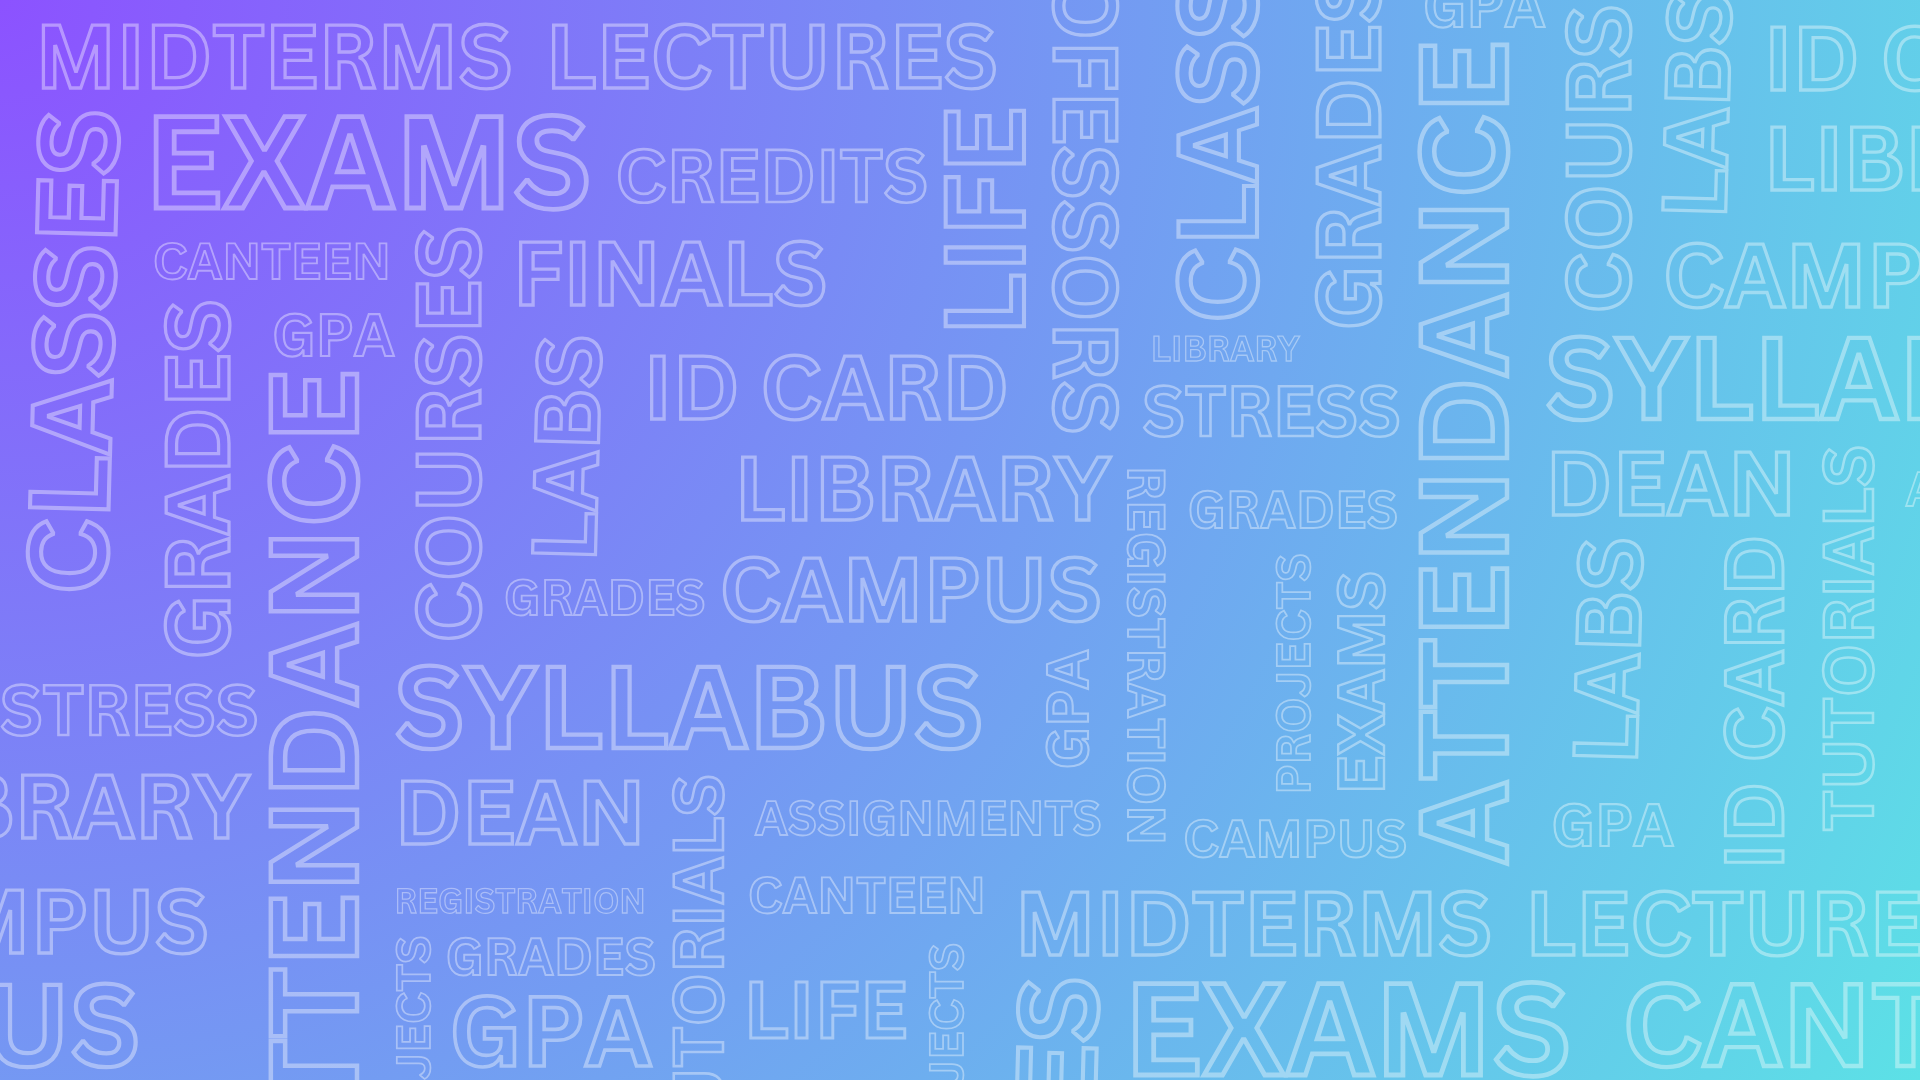 MIDTERMS LECTURES
OFESSORS
CLASS
GRADES
GPA
ATTENDANCE
COURS
LABS
ID C
LIBI
CLASSES
EXAMS
CREDITS
LIFE
CANTEEN
COURSES
FINALS
CAMP
GRADES
GPA
ATTENDANCE
LABS
ID CARD
LIBRARY
STRESS
SYLLA
LIBRARY
REGISTRATION
GRADES
DEAN
TUTORIALS
GRADES
CAMPUS
PROJECTS
EXAMS
LABS
ID CARD
STRESS
SYLLABUS
GPA
BRARY
DEAN
TUTORIALS
ASSIGNMENTS
CAMPUS
GPA
MPUS
REGISTRATION
CANTEEN
MIDTERMS LECTURE
JECTS
GRADES
US
GPA
LIFE
JECTS
ES
EXAMS
CANT